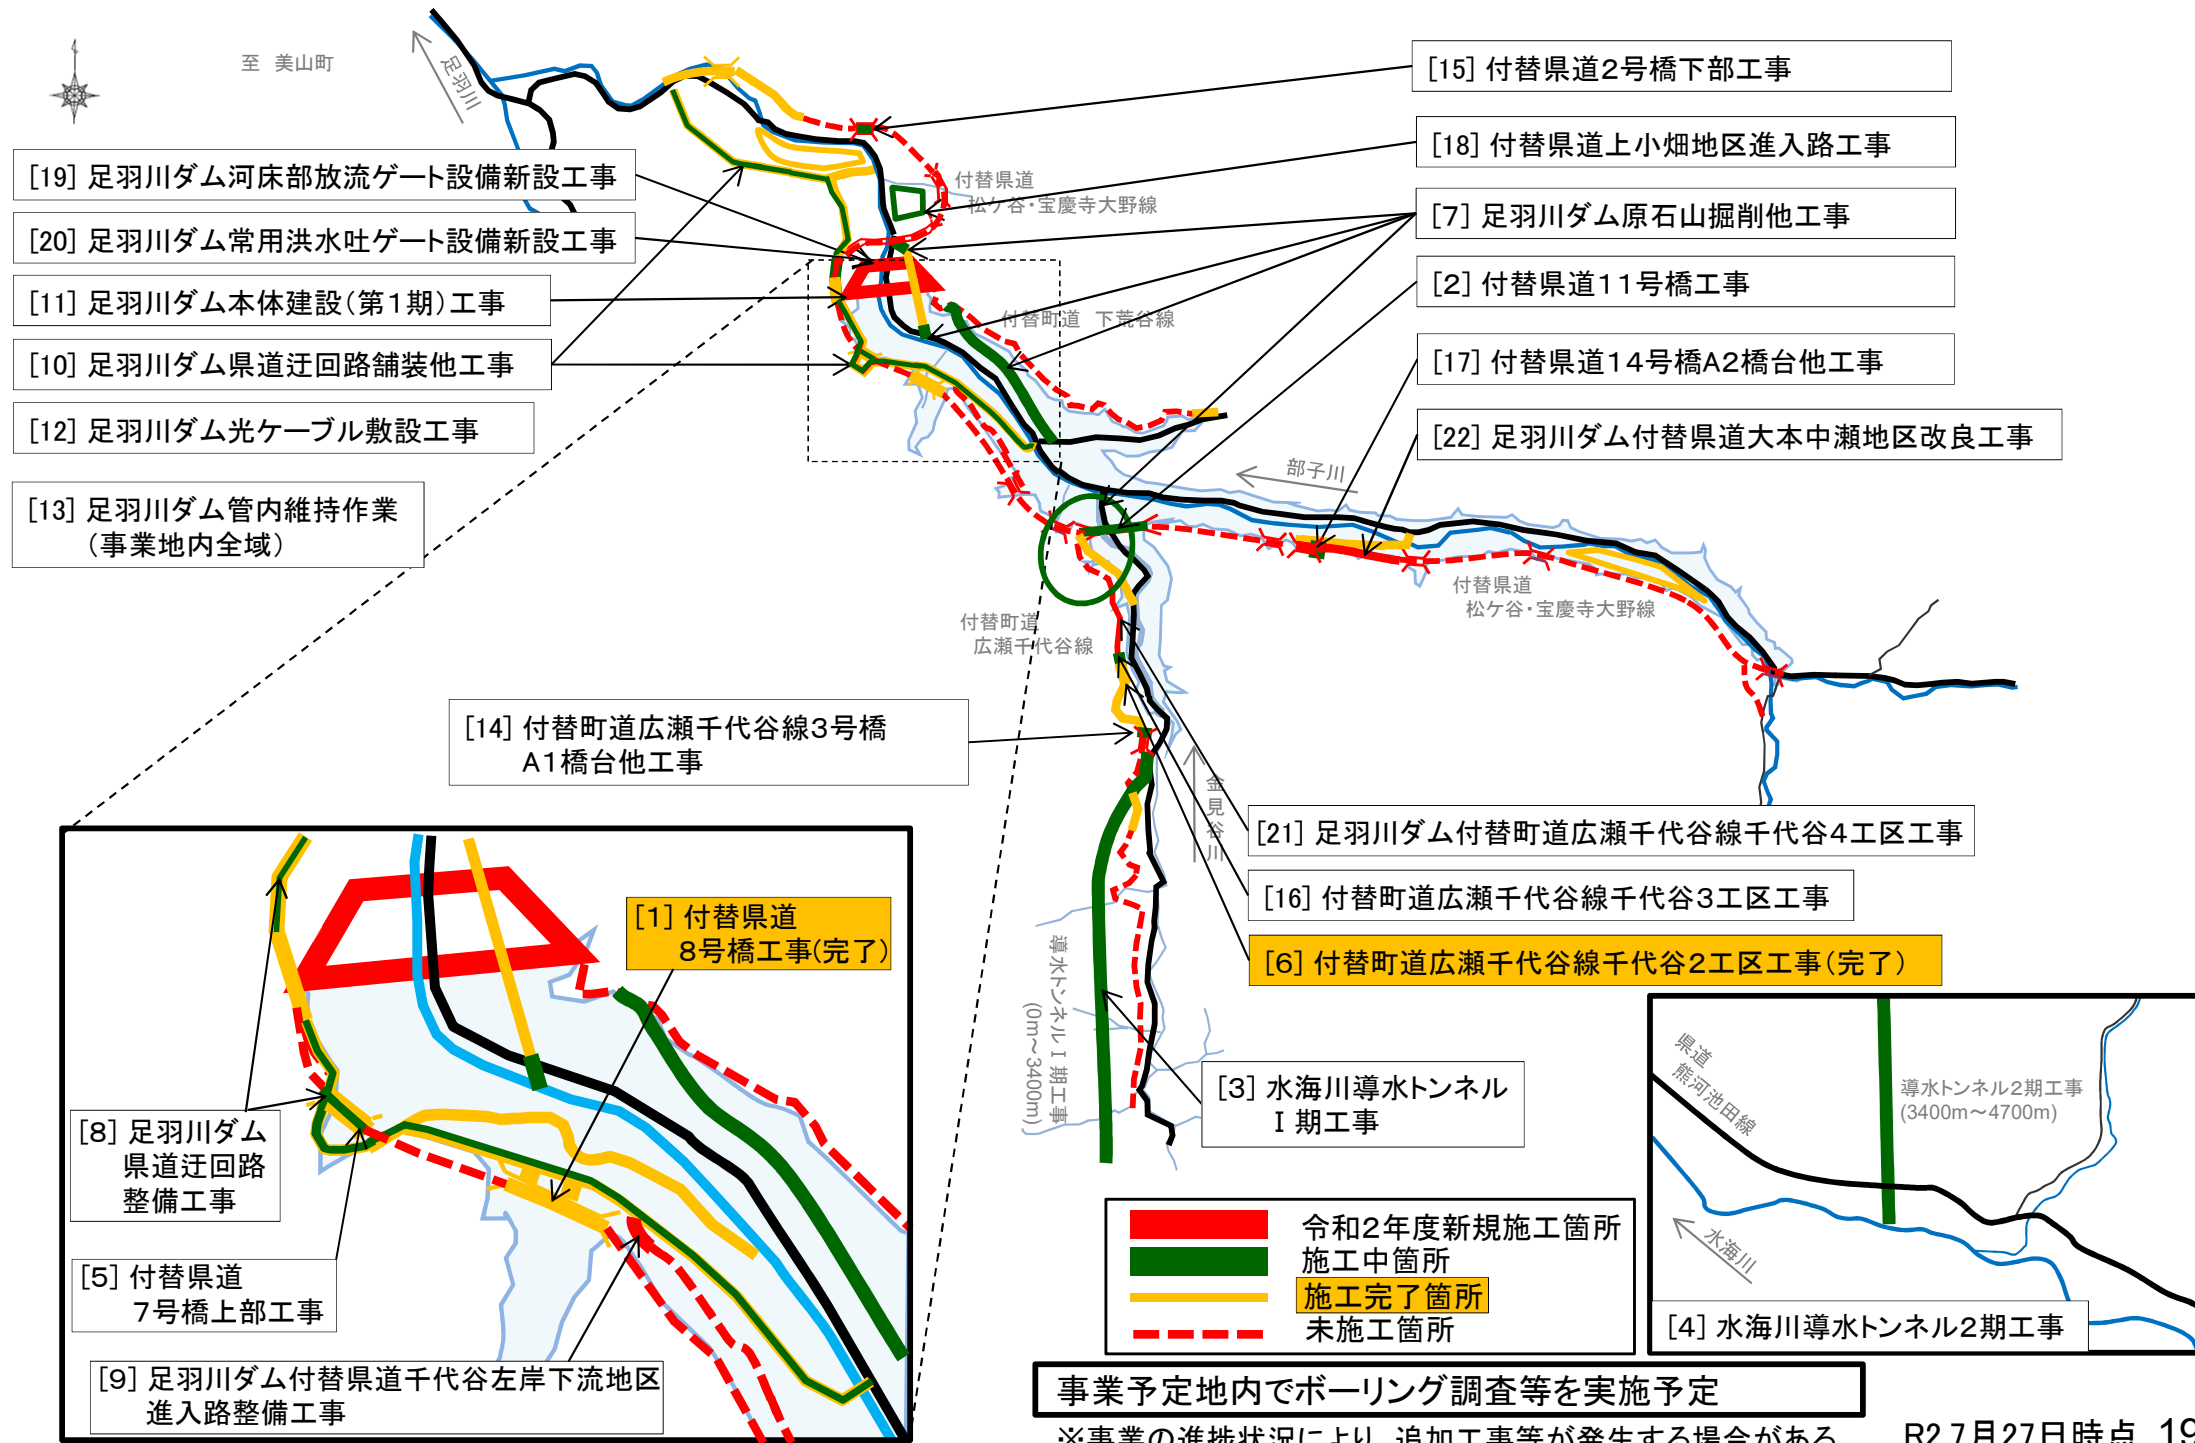 至 美山町
足羽川
[15] 付替県道2号橋下部工事
[18] 付替県道上小畑地区進入路工事
[19] 足羽川ダム河床部放流ゲート設備新設工事
付替県道
松ケ谷・宝慶寺大野線
[7] 足羽川ダム原石山掘削他工事
[20] 足羽川ダム常用洪水吐ゲート設備新設工事
[2] 付替県道11号橋工事
[11] 足羽川ダム本体建設(第1期)工事
付替町道 下荒谷線
[10] 足羽川ダム県道迂回路舗装他工事
[17] 付替県道14号橋A2橋台他工事
[12] 足羽川ダム光ケーブル敷設工事
[22] 足羽川ダム付替県道大本中瀬地区改良工事
部子川
[13] 足羽川ダム管内維持作業
(事業地内全域)
付替県道
松ケ谷・宝慶寺大野線
付替町道
広瀬千代谷線
[14] 付替町道広瀬千代谷線3号橋
A1橋台他工事
金見谷川
[21] 足羽川ダム付替町道広瀬千代谷線千代谷4工区工事
[16] 付替町道広瀬千代谷線千代谷3工区工事
[6] 付替町道広瀬千代谷線千代谷2工区工事(完了)
[1] 付替県道
8号橋工事(完了)
導水トンネルⅠ期工事
(0m～3400m)
[3] 水海川導水トンネル
Ⅰ期工事
県道
熊河池田線
導水トンネル2期工事
(3400m～4700m)
水海川
[4] 水海川導水トンネル2期工事
[8] 足羽川ダム
県道迂回路
整備工事
[5] 付替県道
7号橋上部工事
[9] 足羽川ダム付替県道千代谷左岸下流地区
進入路整備工事
令和2年度新規施工箇所
施工中箇所
施工完了箇所
未施工箇所
事業予定地内でボーリング調査等を実施予定
※事業の進捗状況により、追加工事等が発生する場合がある
R2.7月27日時点 19